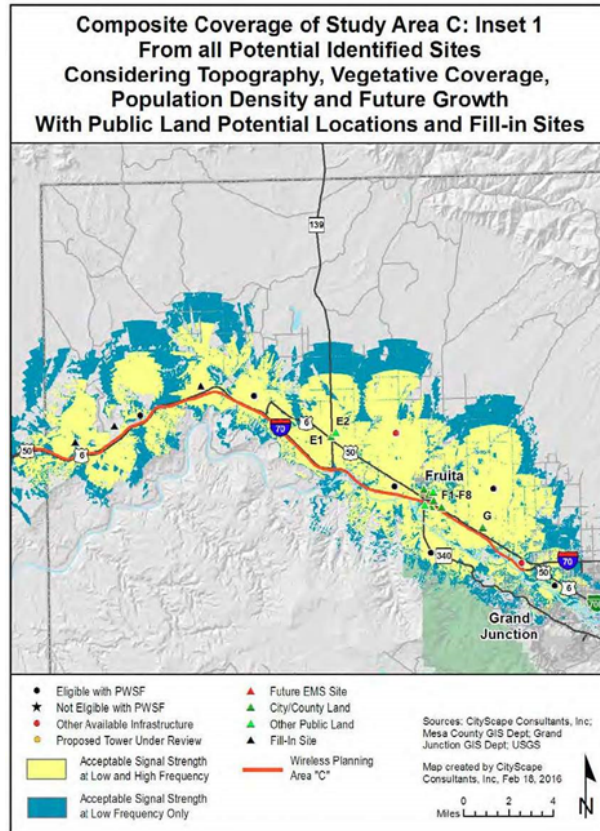 Composite Coverage of Study Area C: Inset 1
From all Potential Identified Sites
Considering Topography, Vegetative Coverage,
Population Density and Future Growth
With Public Land Potential Locations and Fill-in Sites
139
6
E2
E1
70
50
50
6
Fruita
F1-F8
G
340
70
50
6
70
Grand
Junction
Eligible with PWSF
Not Eligible with PWSF
Other Available Infrastructure
Proposed Tower Under Review
Acceptable Signal Strength
at Low and High Frequency
Acceptable Signal Strength
at Low Frequency Only
Future EMS Site
City/County Land
Other Public Land
Fill-In Site
Wireless Planning
Area "C"
Sources: CityScape Consultants, Inc;
Mesa County GIS Dept; Grand
Junction GIS Dept; USGS
Map created by CityScape
Consultants, Inc, Feb 18, 2016
0 2 4
Miles
N